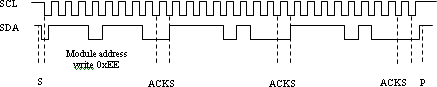 SCL
SDA
Module address
write 0xEE
S ACKS ACKS ACKS P